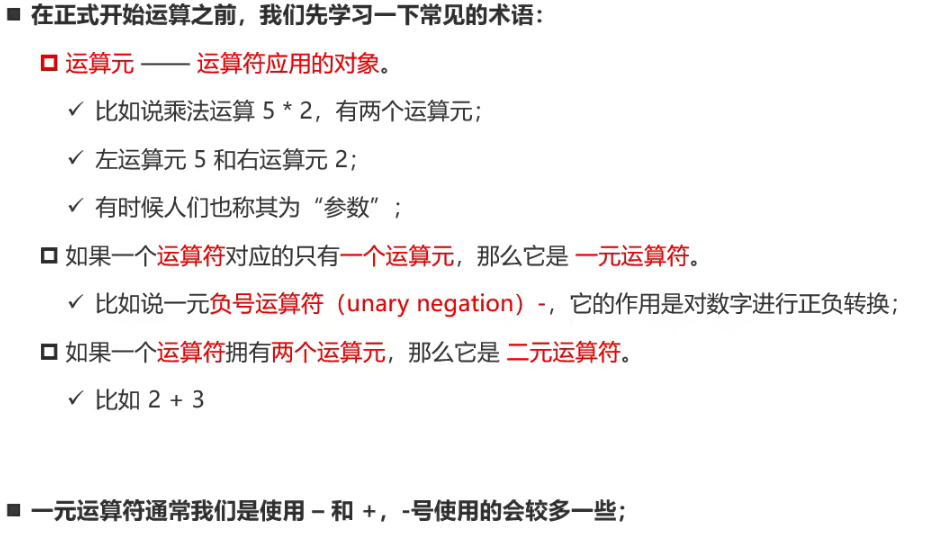 在正式开始运算之前，我们先学习一下常见的术语：
运算元 —— 运算符应用的对象。
比如说乘法运算 5 * 2，有两个运算元；
左运算元 5 和右运算元 2；
有时候人们也称其为“参数”；
如果一个运算符对应的只有一个运算元，那么它是 一元运算符。
比如说一元负号运算符（unary negation）-，它的作用是对数字进行正负转换；
如果一个运算符拥有两个运算元，那么它是 二元运算符。
比如 2 + 3
一元运算符通常我们是使用 – 和 +，-号使用的会较多一些；